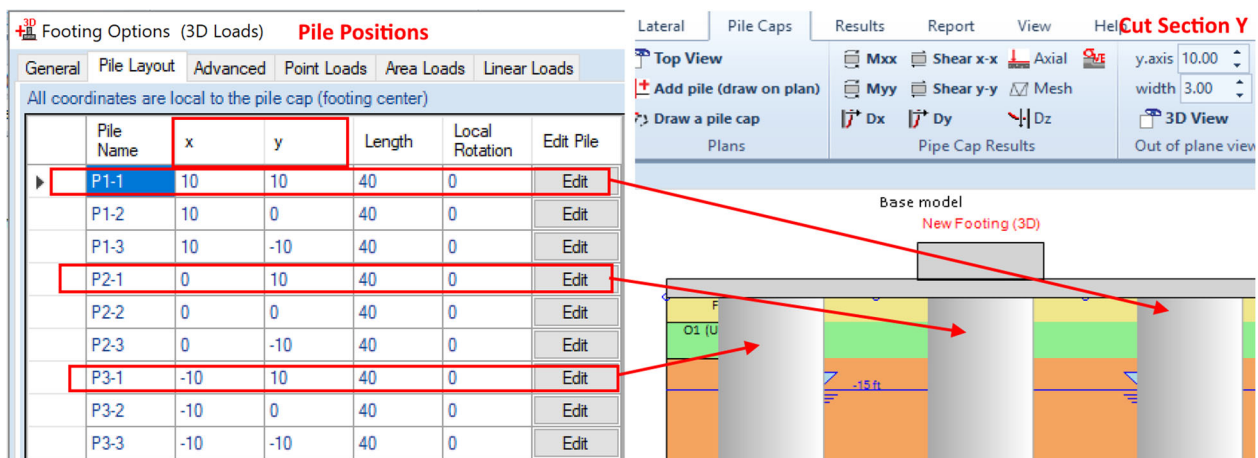 3D
Footing Options (3D Loads)
Pile Positions
General Pile Layout Advanced Point Loads Area Loads Linear Loads
All coordinates are local to the pile cap (footing center)
Pile Name x y Length Local Rotation Edit Pile
P1-1 10 10 40 0 Edit
P1-2 10 0 40 0 Edit
P1-3 10 -10 40 0 Edit
P2-1 0 10 40 0 Edit
P2-2 0 0 40 0 Edit
P2-3 0 -10 40 0 Edit
P3-1 -10 10 40 0 Edit
P3-2 -10 0 40 0 Edit
P3-3 -10 -10 40 0 Edit
Lateral Pile Caps Results Report View Help
Cut Section Y
Top View Mxx Shear x-x Axial y.axis 10.00
Add pile (draw on plan) Myy Shear y-y Mesh width 3.00
Draw a pile cap Dx Dy Dz 3D View
Plans Pipe Cap Results Out of plane view
Base model
New Footing (3D)
F
O1 (U
-15 ft